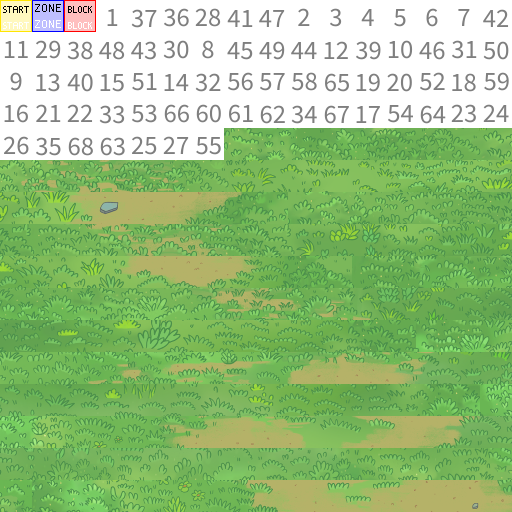 START ZONE BLOCK 1 37 36 28 41 47 2 3 4 5 6 7 42
START ZONE BLOCK
11 29 38 48 43 30 8 45 49 44 12 39 10 46 31 50
9 13 40 15 51 14 32 56 57 58 65 19 20 52 18 59
16 21 22 33 53 66 60 61 62 34 67 17 54 64 23 24
26 35 68 63 25 27 55